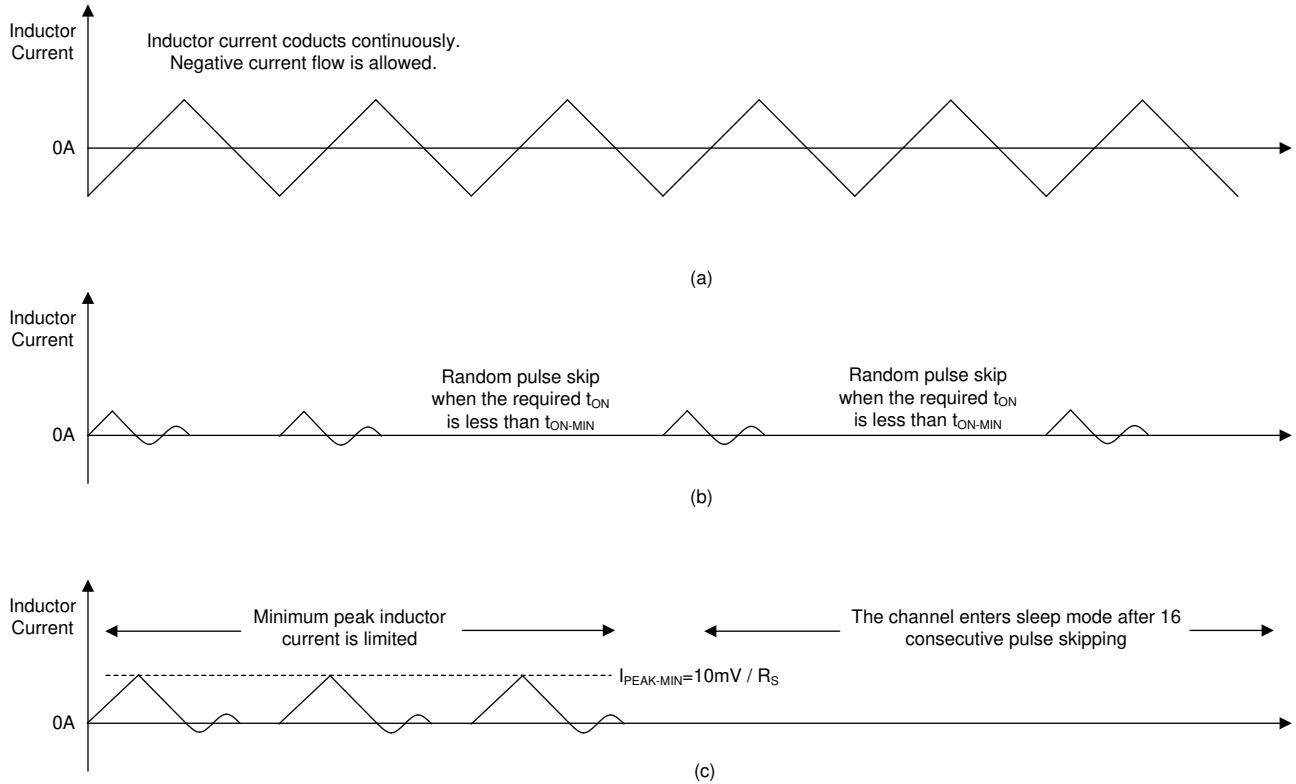 Inductor
Current
Inductor current coducts continuously.
Negative current flow is allowed.
0A
(a)
Inductor
Current
Random pulse skip
when the required tON
is less than tON-MIN
Random pulse skip
when the required tON
is less than tON-MIN
0A
(b)
Inductor
Current
Minimum peak inductor
current is limited
The channel enters sleep mode after 16
consecutive pulse skipping
IPEAK-MIN=10mV / RS
0A
(c)